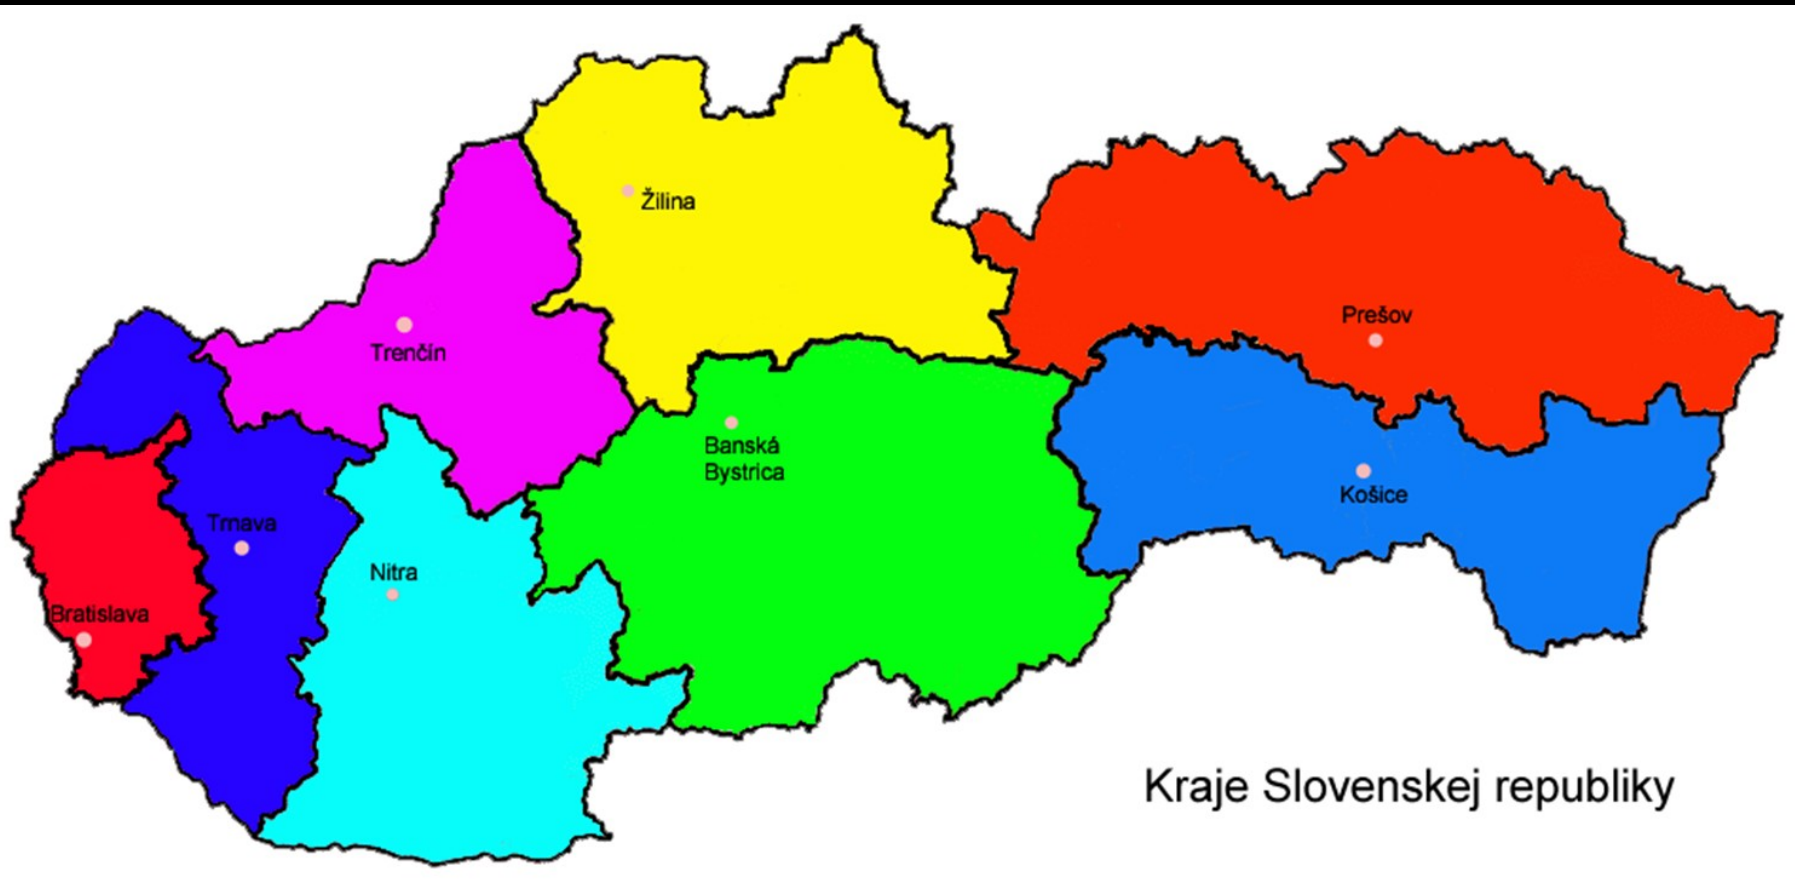 Žilina
Prešov
Trenčín
Banská
Bystrica
Košice
Trnava
Nitra
Bratislava
Kraje Slovenskej republiky